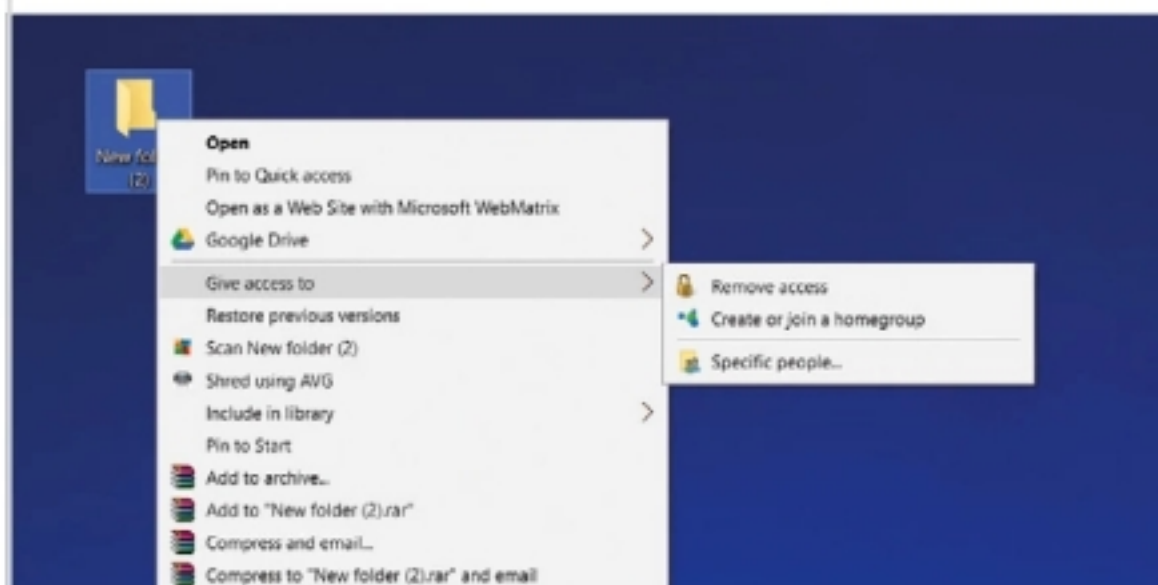 New fol
(2)
Open
Pin to Quick access
Open as a Web Site with Microsoft WebMatrix
Google Drive
Give access to
Restore previous versions
Scan New folder (2)
Shred using AVG
Include in library
Pin to Start
Add to archive...
Add to "New folder (2).rar"
Compress and email...
Compress to "New folder (2).rar" and email
Remove access
Create or join a homegroup
Specific people...